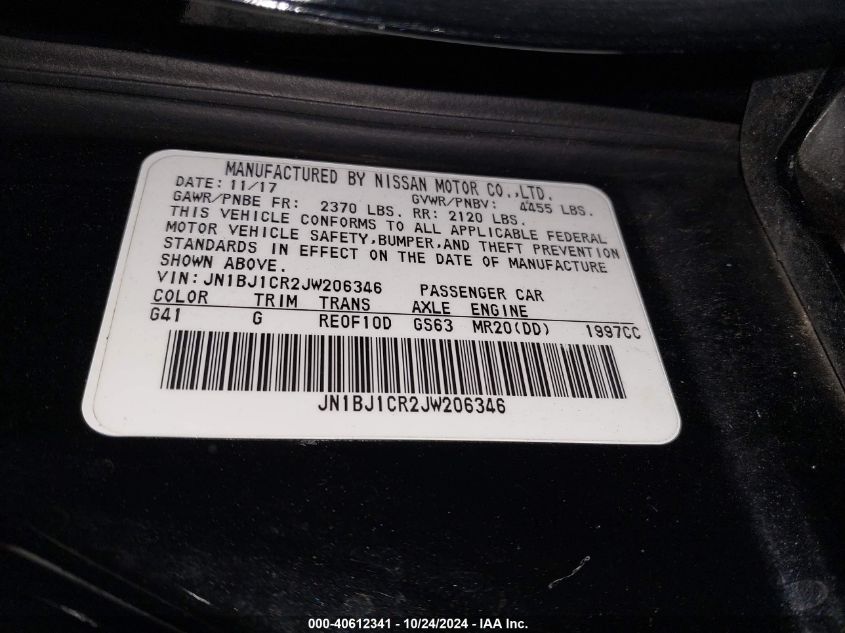 MANUFACTURED BY NISSAN MOTOR CO.,LTD.
DATE: 11/17 GVWR/PNBV: 4455 LBS.
GAWR/PNBE FR: 2370 LBS. RR: 2120 LBS.
THIS VEHICLE CONFORMS TO ALL APPLICABLE FEDERAL
MOTOR VEHICLE SAFETY,BUMPER,AND THEFT PREVENTION
STANDARDS IN EFFECT ON THE DATE OF MANUFACTURE
SHOWN ABOVE.
VIN: JN1BJ1CR2JW206346 PASSENGER CAR
COLOR TRIM TRANS AXLE ENGINE
G41 G RE0F10D GS63 MR20(DD) 1997CC
JN1BJ1CR2JW206346
000-40612341 - 10/24/2024 - IAA Inc.